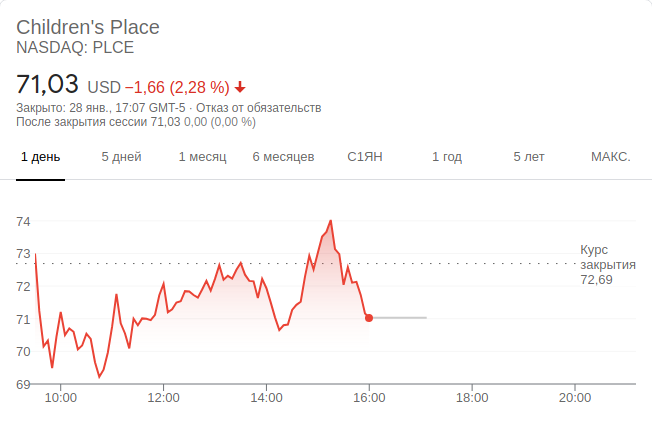 Children's Place
NASDAQ: PLCE
71,03 USD −1,66 (2,28 %)
Закрыто: 28 янв., 17:07 GMT-5 · Отказ от обязательств
После закрытия сессии 71,03 0,00 (0,00 %)
1 день 5 дней 1 месяц 6 месяцев С1ЯН 1 год 5 лет МАКС.
74
73
72
71
70
69
Курс
закрытия
72,69
10:00 12:00 14:00 16:00 18:00 20:00